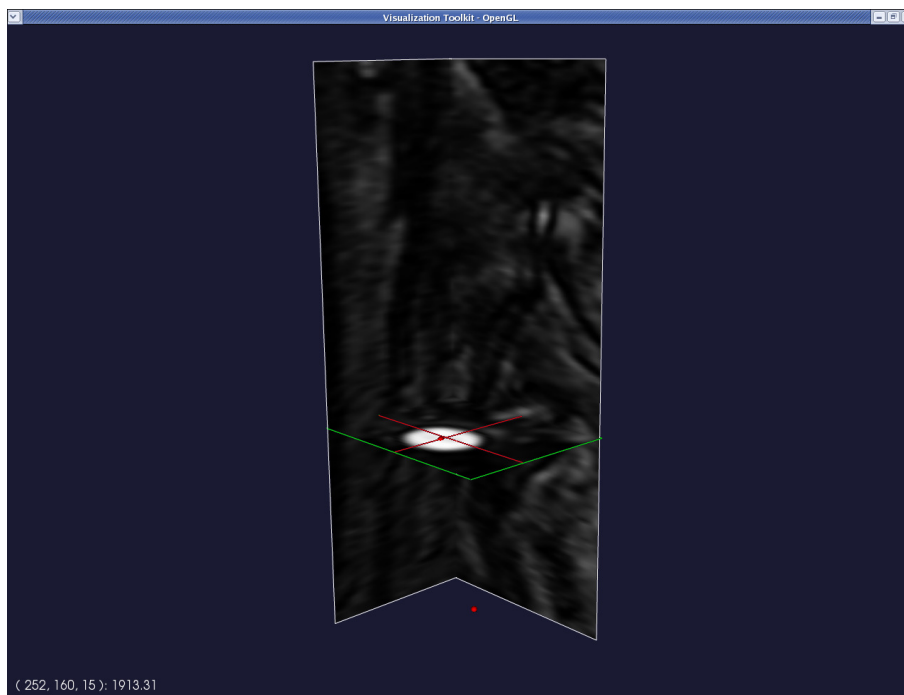 Visualization Toolkit - OpenGL
( 252, 160, 15 ): 1913.31